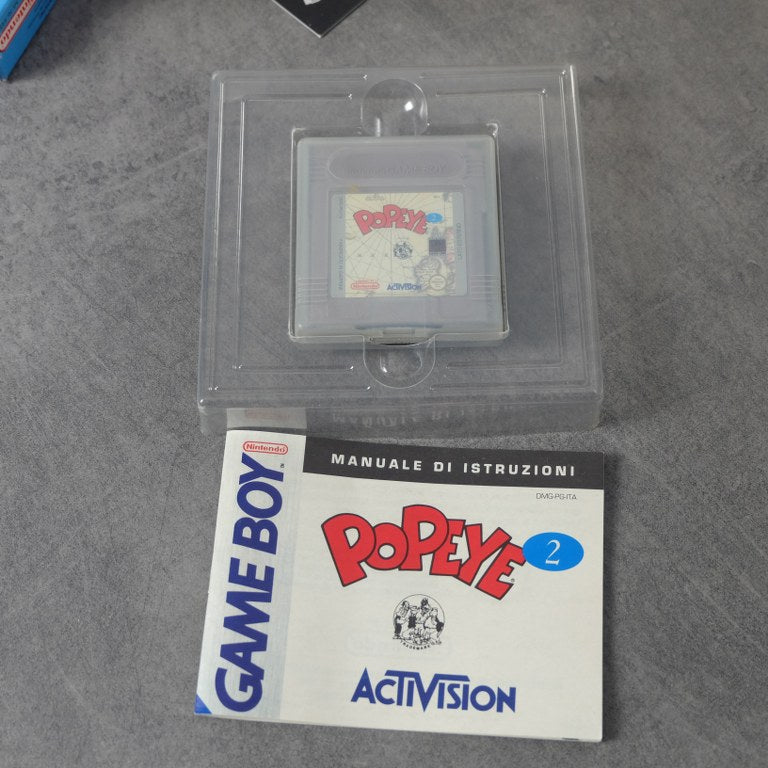 Nintendo
GAME BOY
POPEYE 2
Nintendo
ACTIVISION
Nintendo
MANUALE DI ISTRUZIONI
DMG-PG-ITA
GAME BOY
POPEYE 2
TRADEMARK
ACTIVISION